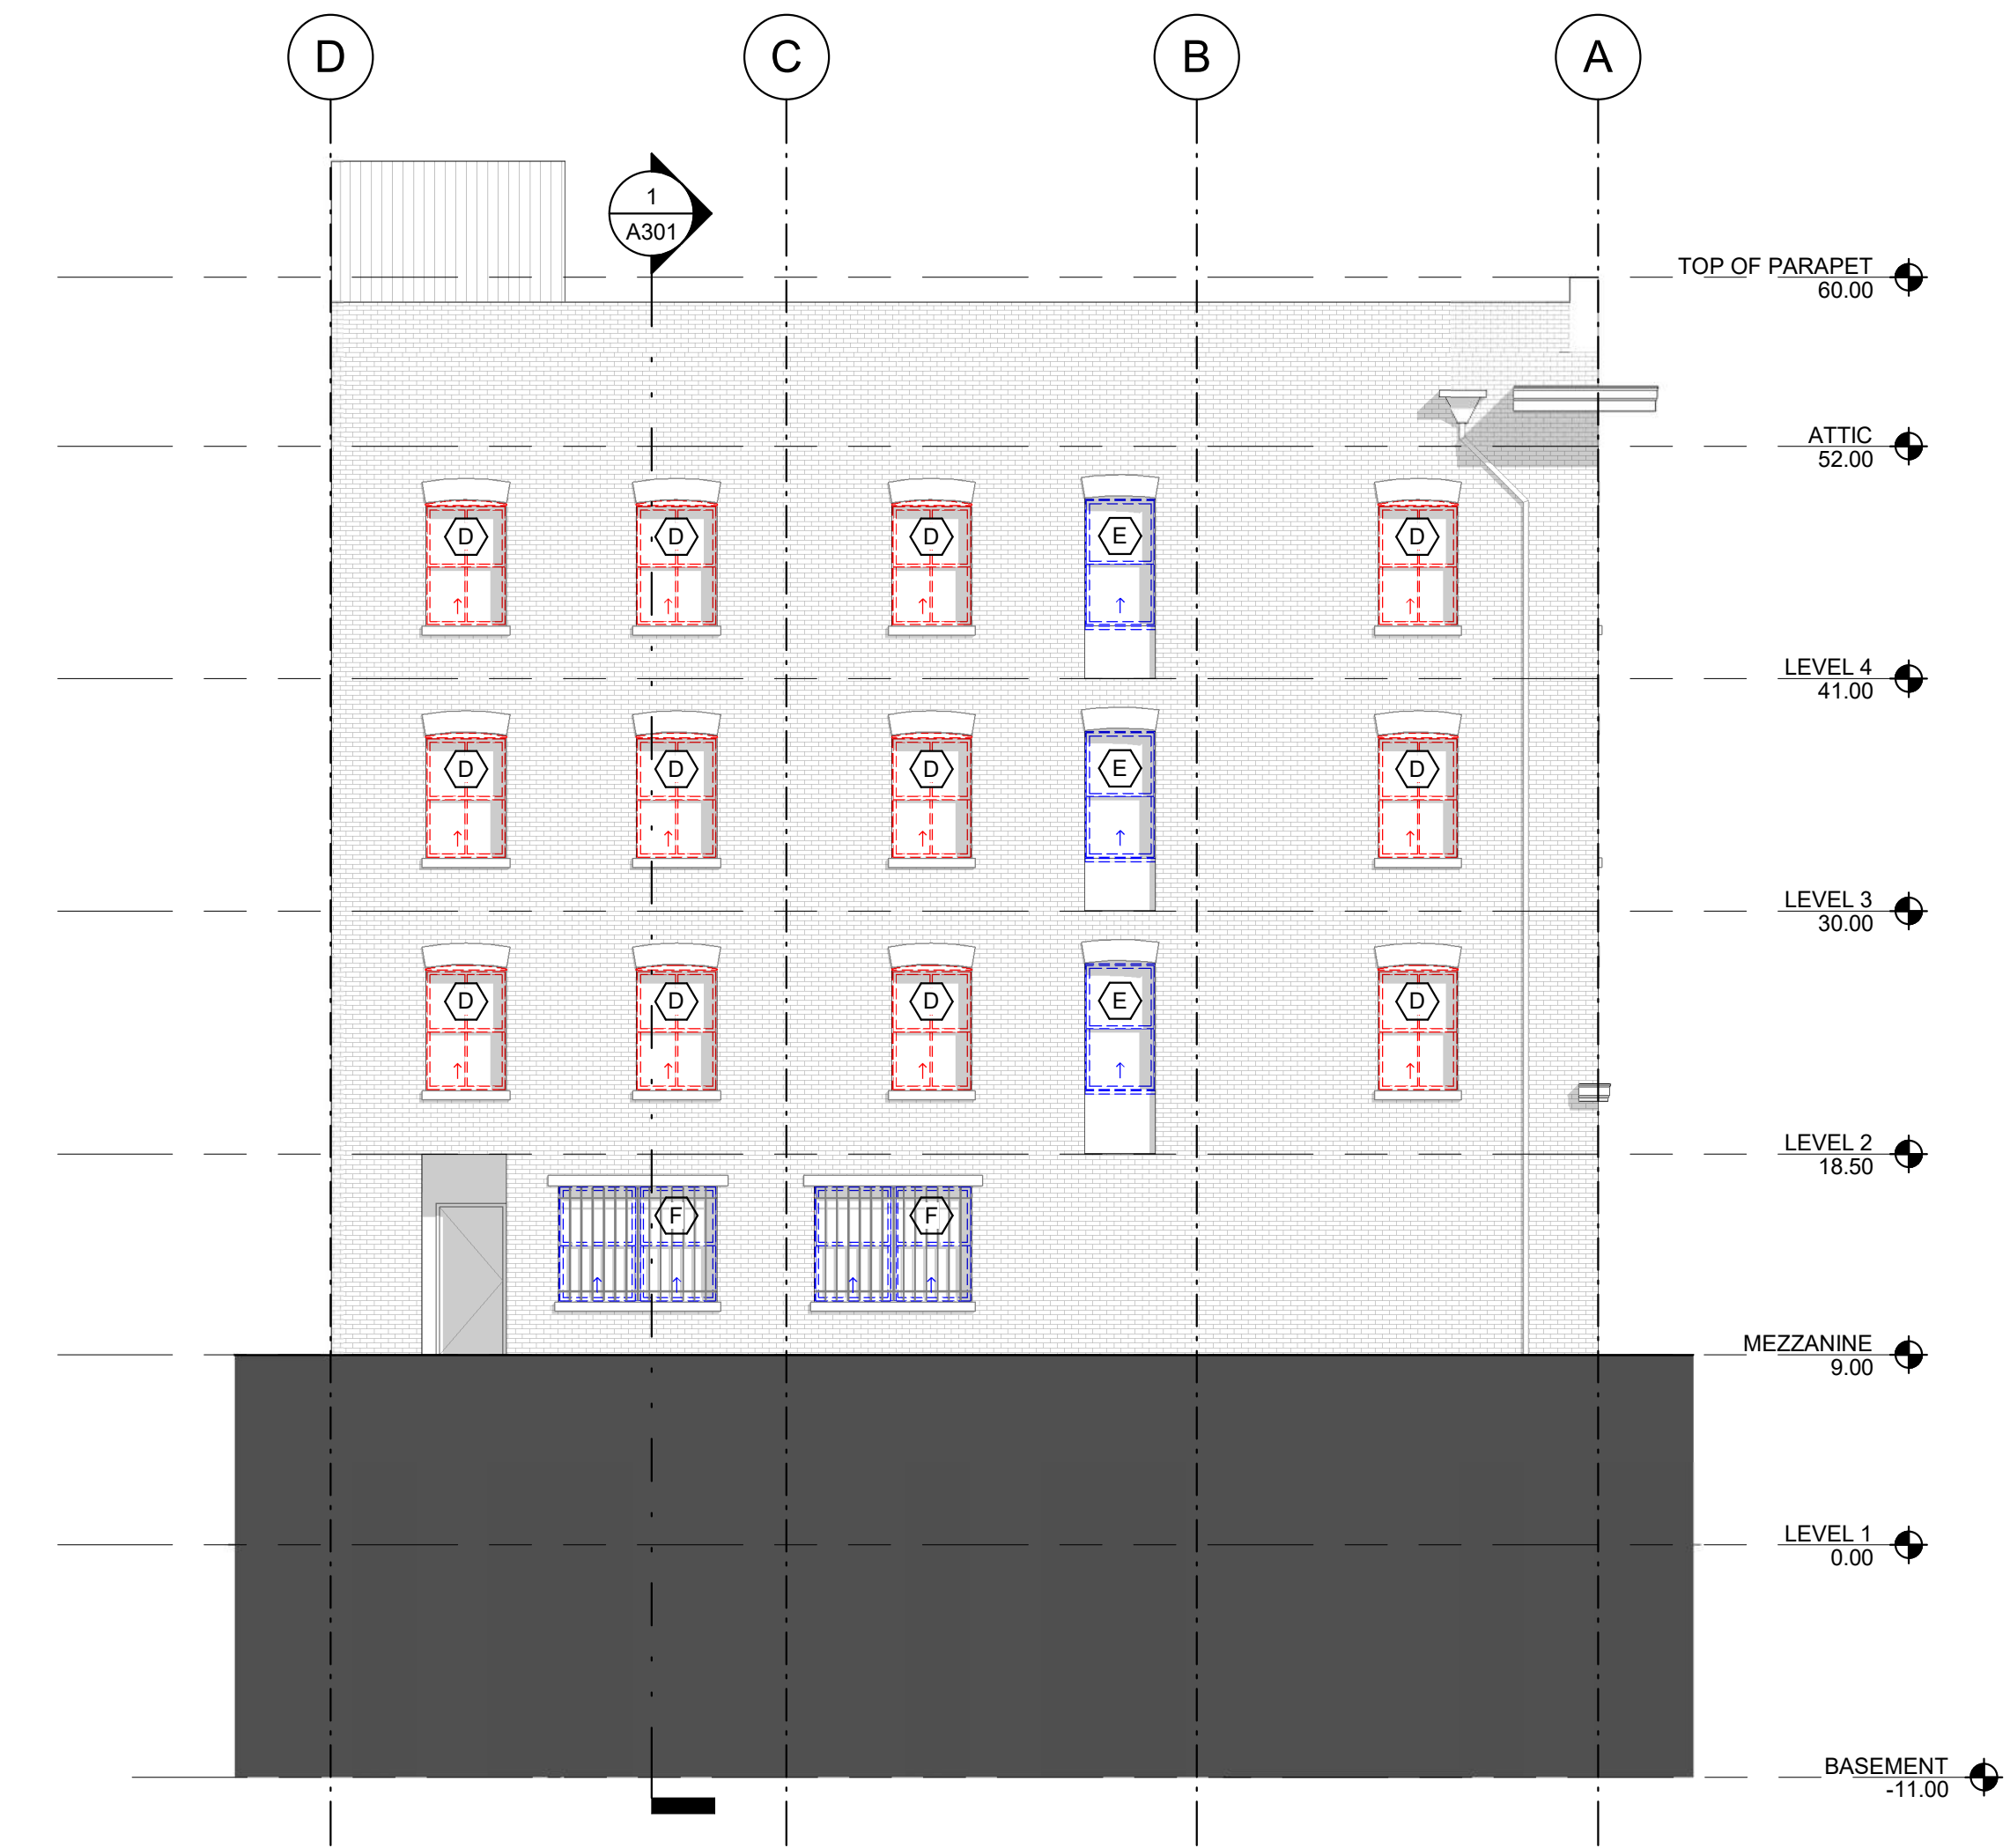 D C B A
1
A301
TOP OF PARAPET
60.00
ATTIC
52.00
D D D E D
LEVEL 4
41.00
D D D E D
LEVEL 3
30.00
D D D E D
LEVEL 2
18.50
F F
MEZZANINE
9.00
LEVEL 1
0.00
BASEMENT
-11.00